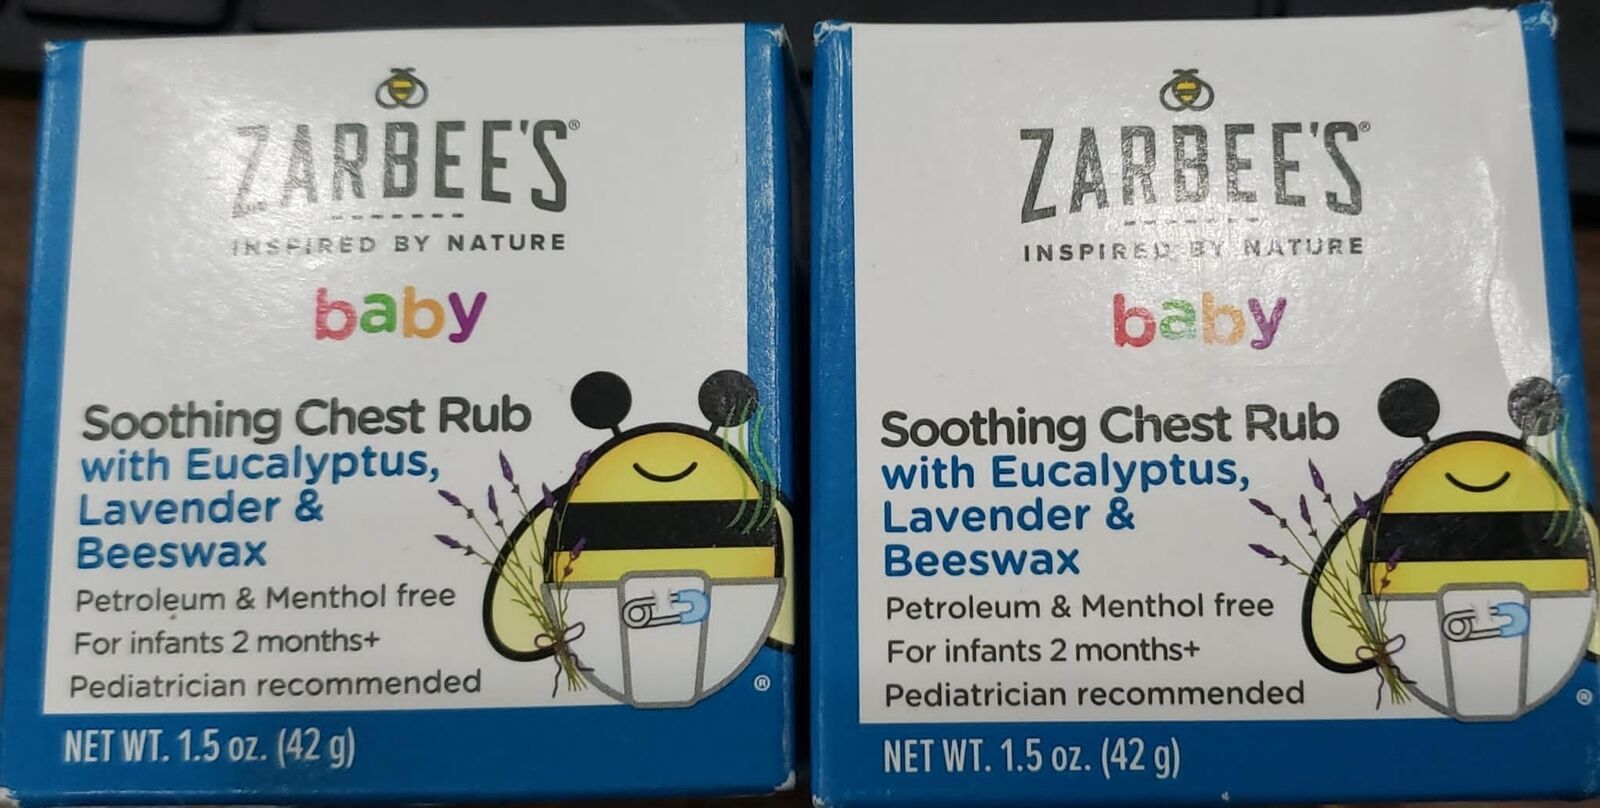 ZARBEE'S®
INSPIRED BY NATURE
baby
Soothing Chest Rub
with Eucalyptus,
Lavender &
Beeswax
Petroleum & Menthol free
For infants 2 months+
Pediatrician recommended
®
NET WT. 1.5 oz. (42 g)
ZARBEE'S®
INSPIRED BY NATURE
baby
Soothing Chest Rub
with Eucalyptus,
Lavender &
Beeswax
Petroleum & Menthol free
For infants 2 months+
Pediatrician recommended
®
NET WT. 1.5 oz. (42 g)